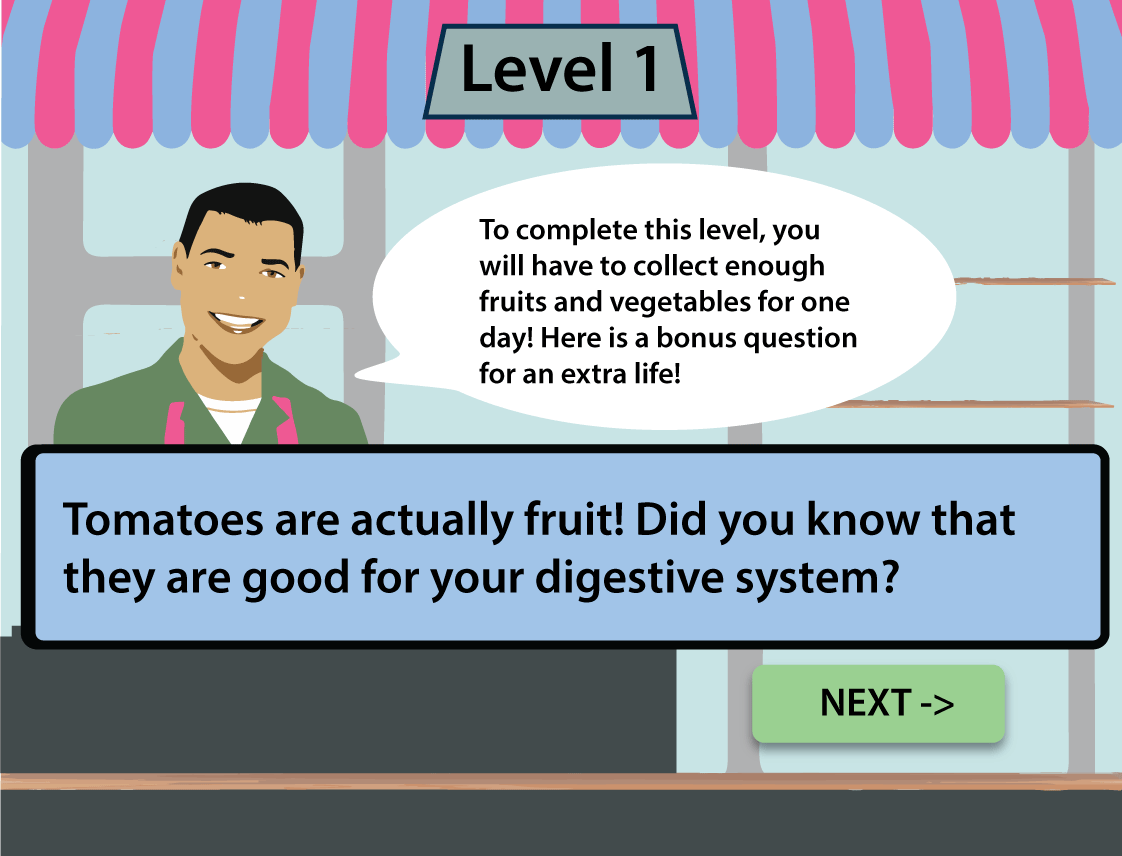 Level 1
To complete this level, you
will have to collect enough
fruits and vegetables for one
day! Here is a bonus question
for an extra life!
Tomatoes are actually fruit! Did you know that
they are good for your digestive system?
NEXT ->